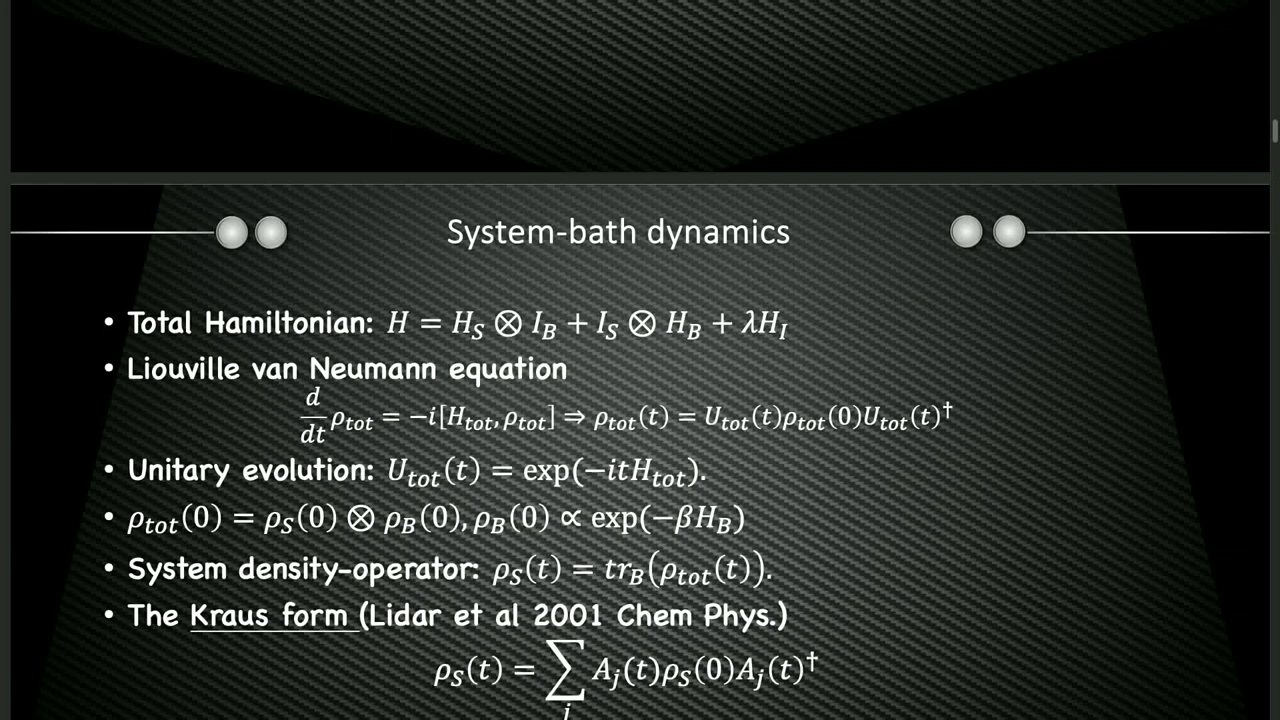 System-bath dynamics
• Total Hamiltonian: H = H_S ⊗ I_B + I_S ⊗ H_B + λH_I
• Liouville van Neumann equation
d/dt ρ_tot = −i[H_tot, ρ_tot] ⇒ ρ_tot(t) = U_tot(t)ρ_tot(0)U_tot(t)†
• Unitary evolution: U_tot(t) = exp(−itH_tot).
• ρ_tot(0) = ρ_S(0) ⊗ ρ_B(0), ρ_B(0) ∝ exp(−βH_B)
• System density-operator: ρ_S(t) = tr_B(ρ_tot(t)).
• The Kraus form (Lidar et al 2001 Chem Phys.)
ρ_S(t) = ∑_j A_j(t)ρ_S(0)A_j(t)†